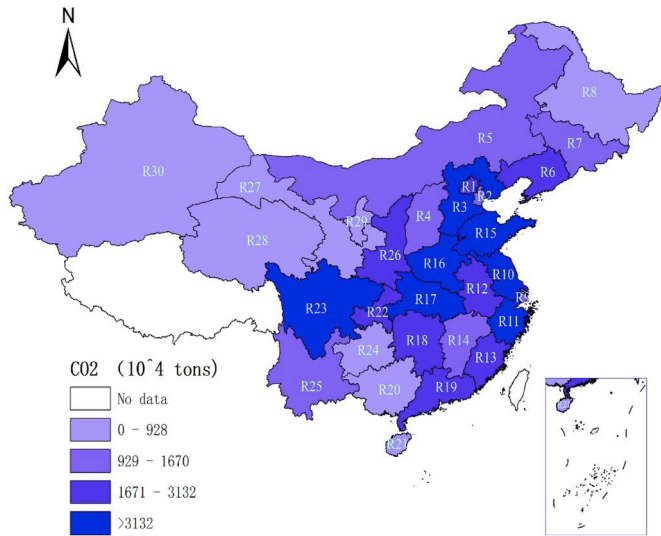 N
R8
R5
R7
R30
R6
R27
R1
R2
R3
R29
R4
R15
R28
R26
R16
R10
R12
R9
R23
R17
R22
R11
R18
R14
R24
R13
R25
R20
R19
R21
CO2 (10^4 tons)
No data
0 - 928
929 - 1670
1671 - 3132
>3132